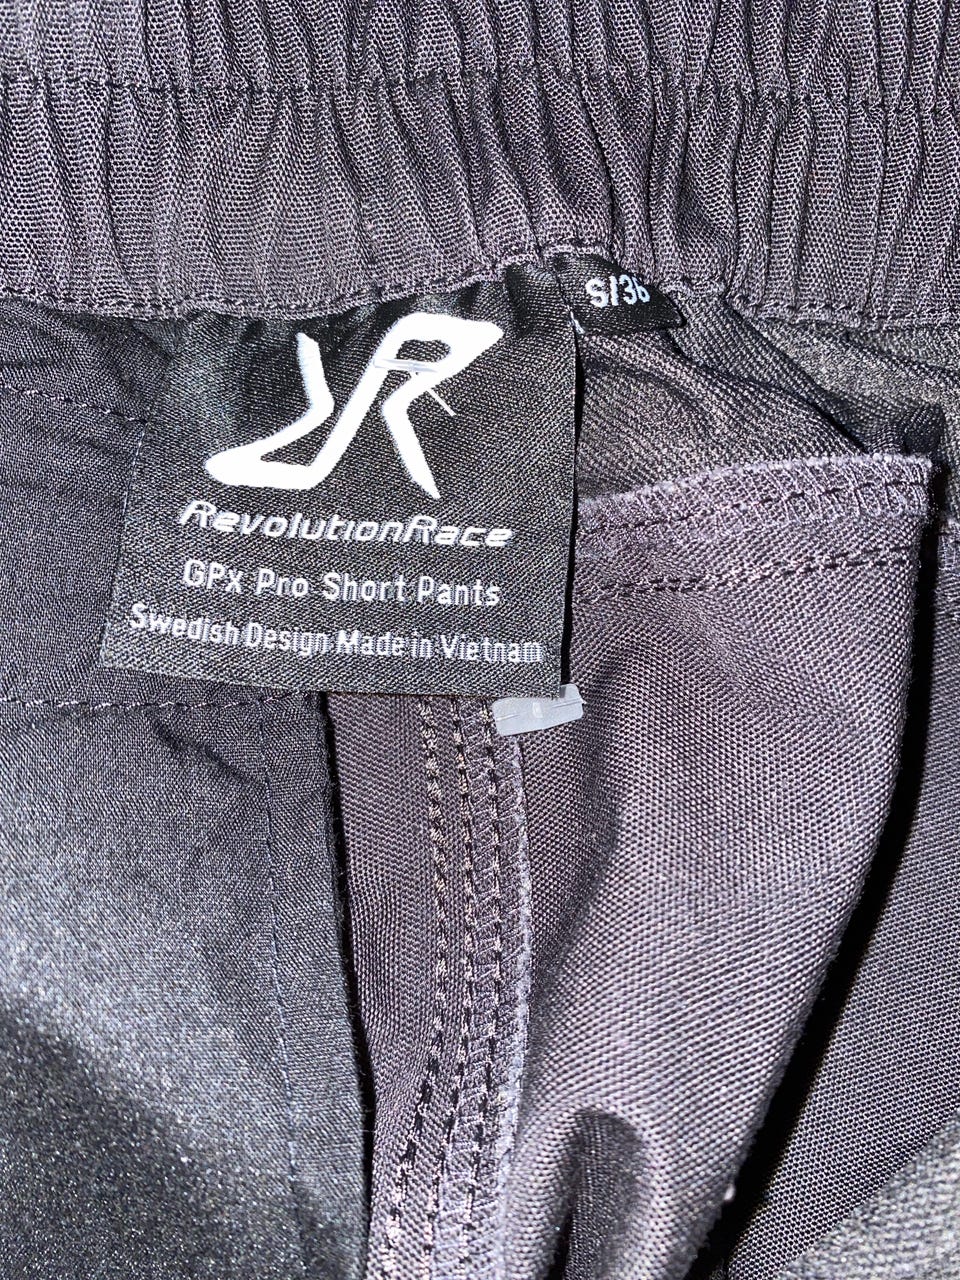 S/36
RevolutionRace
GPx Pro Short Pants
Swedish Design Made in Vietnam